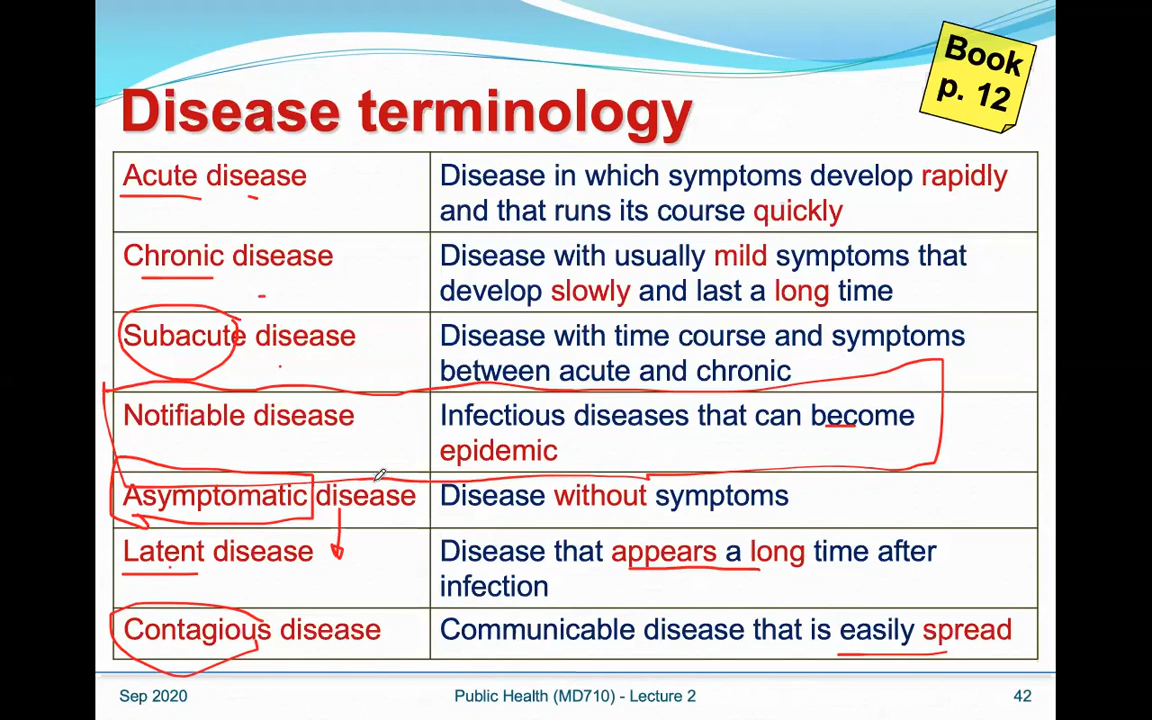 Book
p. 12
Disease terminology
Acute disease
Disease in which symptoms develop rapidly
and that runs its course quickly
Chronic disease
Disease with usually mild symptoms that
develop slowly and last a long time
Subacute disease
Disease with time course and symptoms
between acute and chronic
Notifiable disease
Infectious diseases that can become
epidemic
Asymptomatic disease
Disease without symptoms
Latent disease
Disease that appears a long time after
infection
Contagious disease
Communicable disease that is easily spread
Sep 2020
Public Health (MD710) - Lecture 2
42